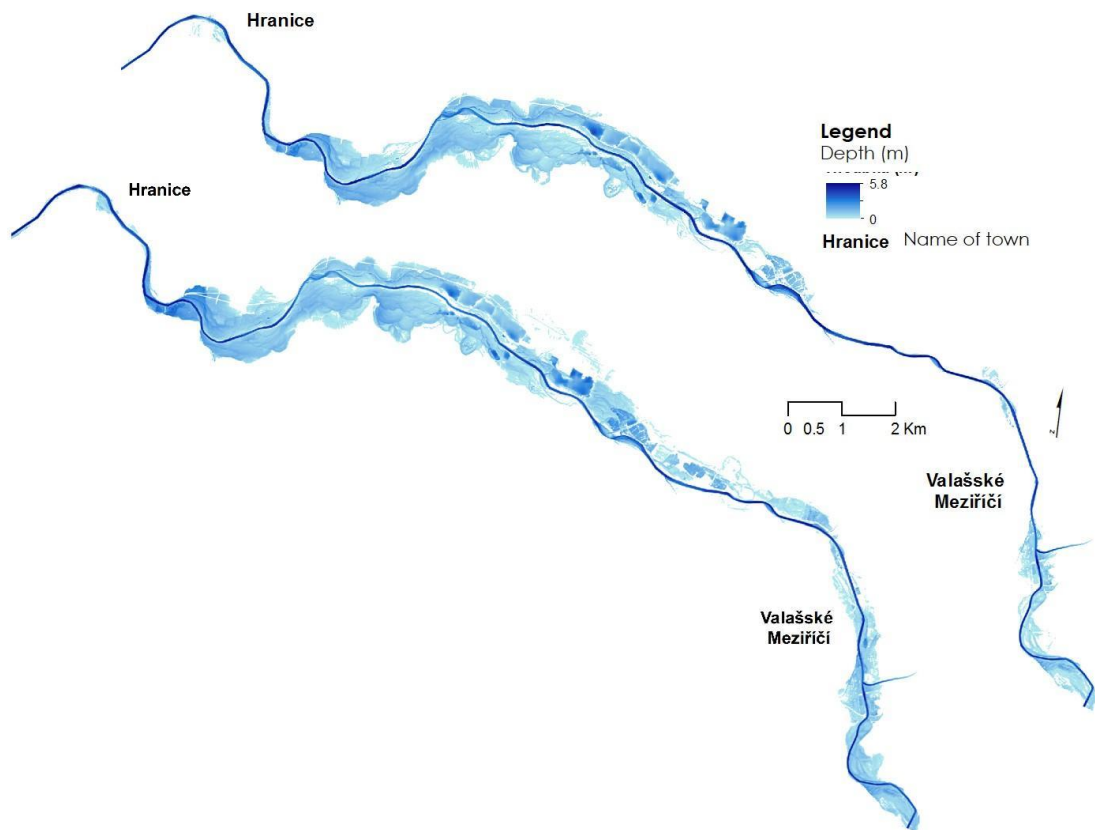 Hranice
Legend
Depth (m)
5.8
0
Hranice Name of town
Hranice
0 0.5 1 2 Km
Valašské
Meziříčí
Valašské
Meziříčí